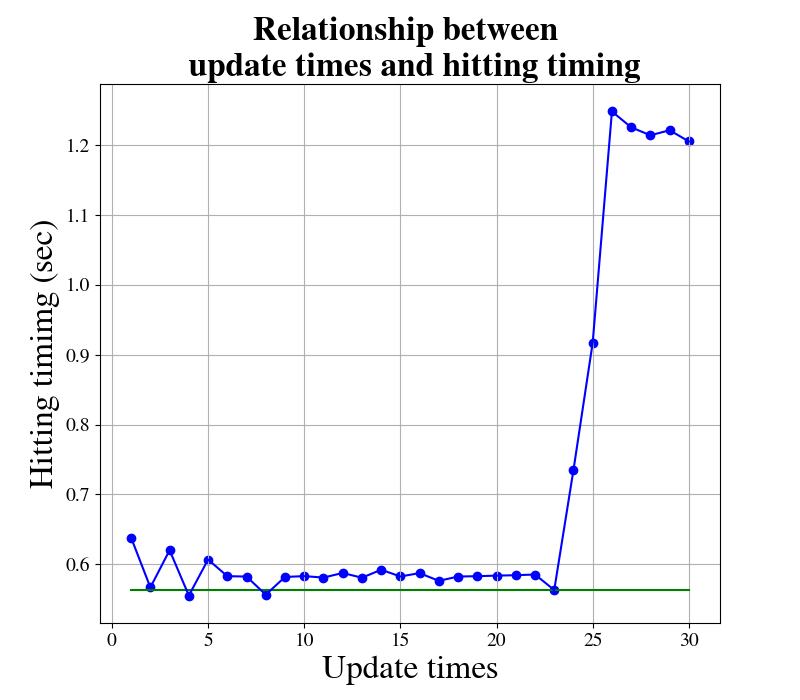 Relationship between
update times and hitting timing
Hitting timimg (sec)
1.2
1.1
1.0
0.9
0.8
0.7
0.6
0 5 10 15 20 25 30
Update times